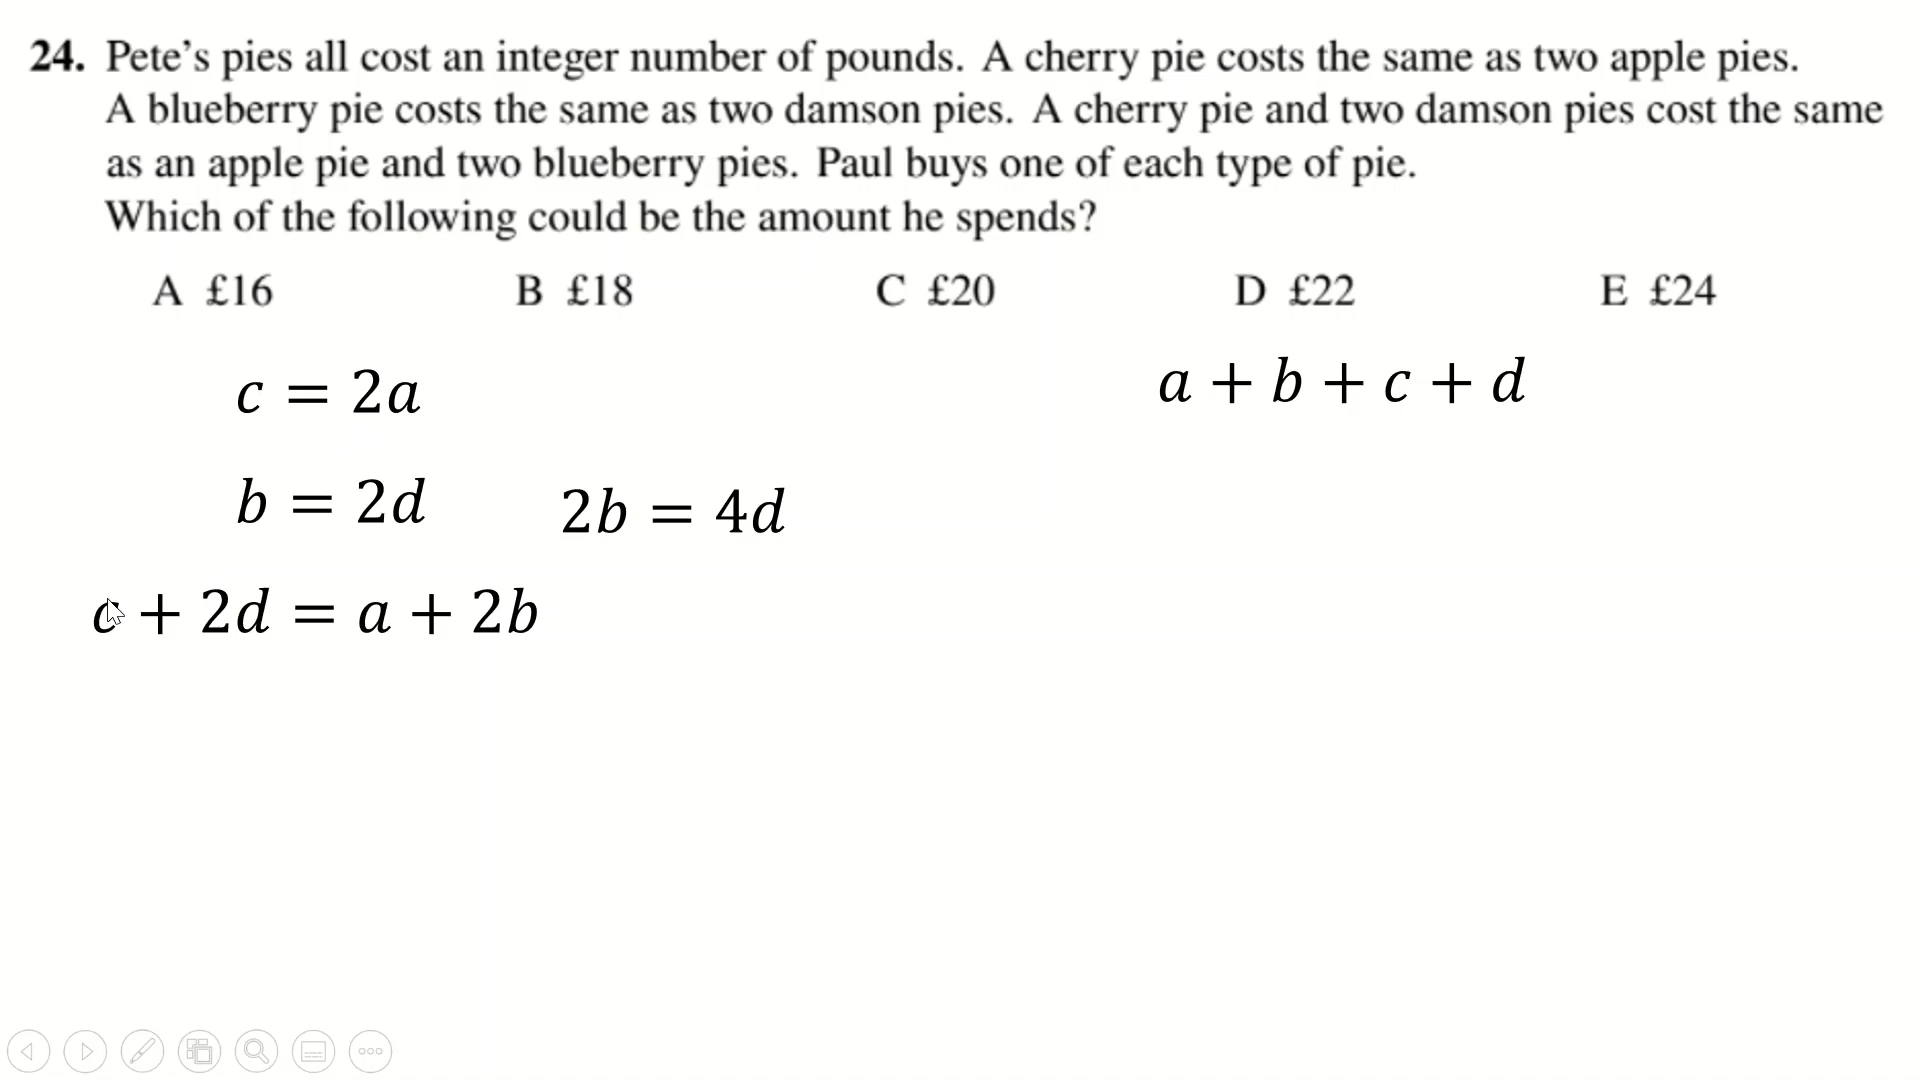 24. Pete’s pies all cost an integer number of pounds. A cherry pie costs the same as two apple pies.
A blueberry pie costs the same as two damson pies. A cherry pie and two damson pies cost the same
as an apple pie and two blueberry pies. Paul buys one of each type of pie.
Which of the following could be the amount he spends?
A £16 B £18 C £20 D £22 E £24
c = 2a
a + b + c + d
b = 2d
2b = 4d
c + 2d = a + 2b